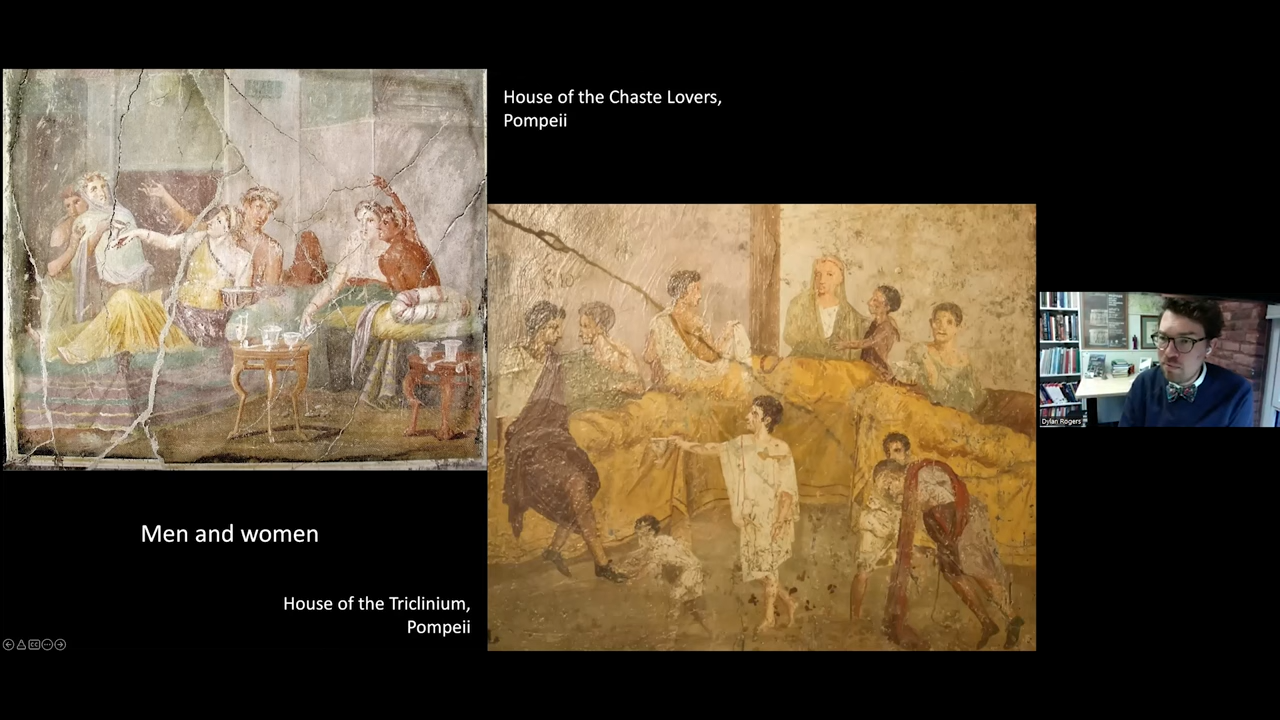 House of the Chaste Lovers,
Pompeii
Men and women
House of the Triclinium,
Pompeii
Dylan Rogers